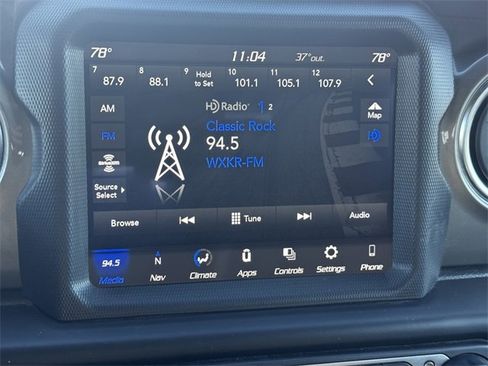 78° 11:04 37°out. 78°
7 8 10 11 12
87.9 88.1 Hold to Set 101.1 105.1 107.9
AM HD Radio 1 2 Map
FM Classic Rock HD
94.5
SiriusXM WXKR-FM
Source Select
Browse Tune Audio
94.5 N
Media Nav Climate Apps Controls Settings Phone